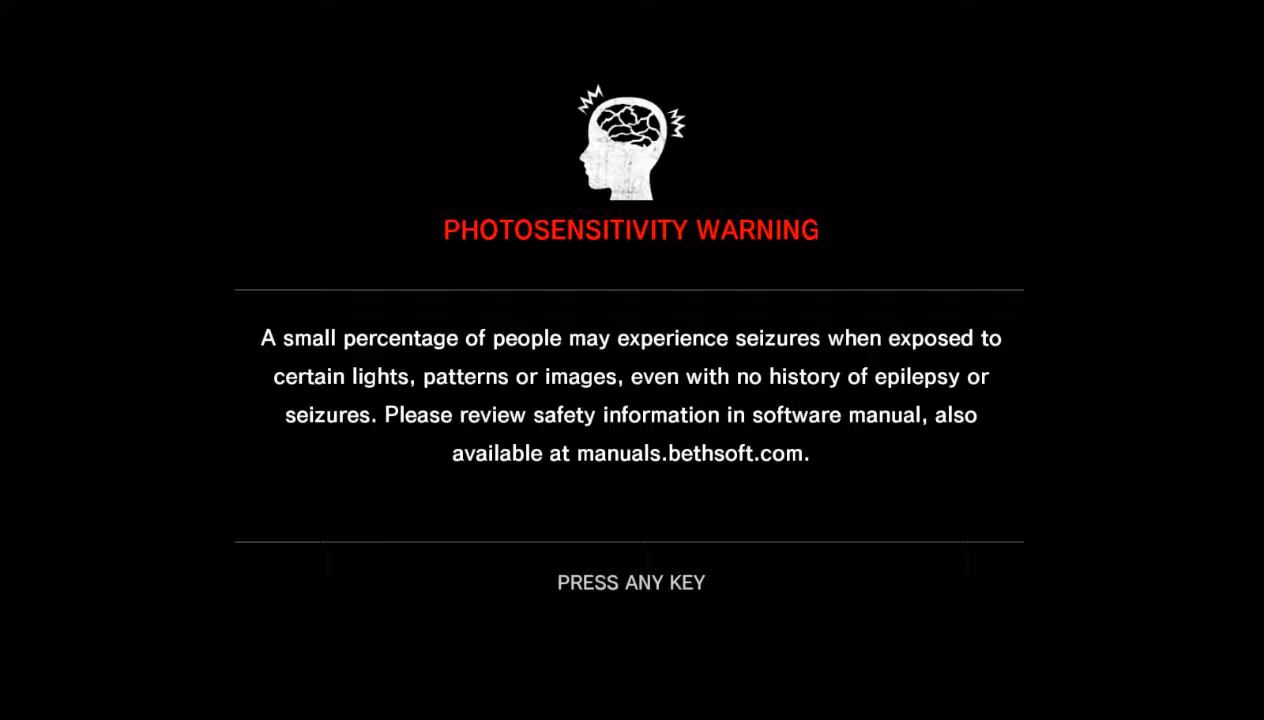 PHOTOSENSITIVITY WARNING
A small percentage of people may experience seizures when exposed to
certain lights, patterns or images, even with no history of epilepsy or
seizures. Please review safety information in software manual, also
available at manuals.bethsoft.com.
PRESS ANY KEY